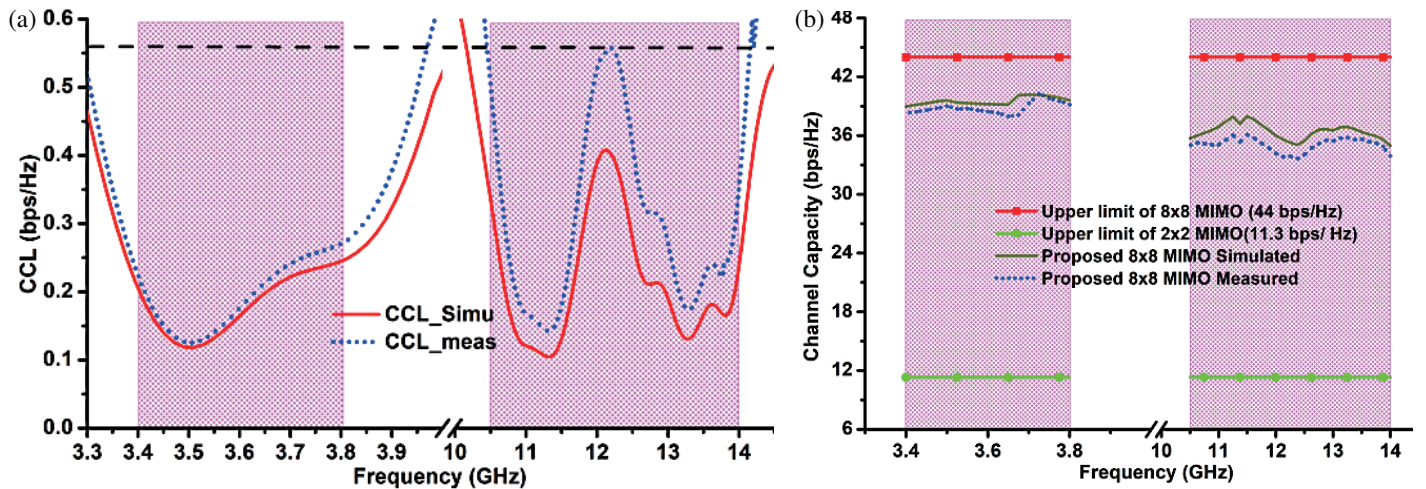 (a)
0.6
0.5
0.4
0.3
0.2
0.1
0.0
CCL (bps/Hz)
CCL_Simu
CCL_meas
3.3 3.4 3.5 3.6 3.7 3.8 3.9 10 11 12 13 14
Frequency (GHz)
(b)
48
42
36
30
24
18
12
6
Channel Capacity (bps/Hz)
Upper limit of 8x8 MIMO (44 bps/Hz)
Upper limit of 2x2 MIMO(11.3 bps/ Hz)
Proposed 8x8 MIMO Simulated
Proposed 8x8 MIMO Measured
3.4 3.6 3.8 10 11 12 13 14
Frequency (GHz)